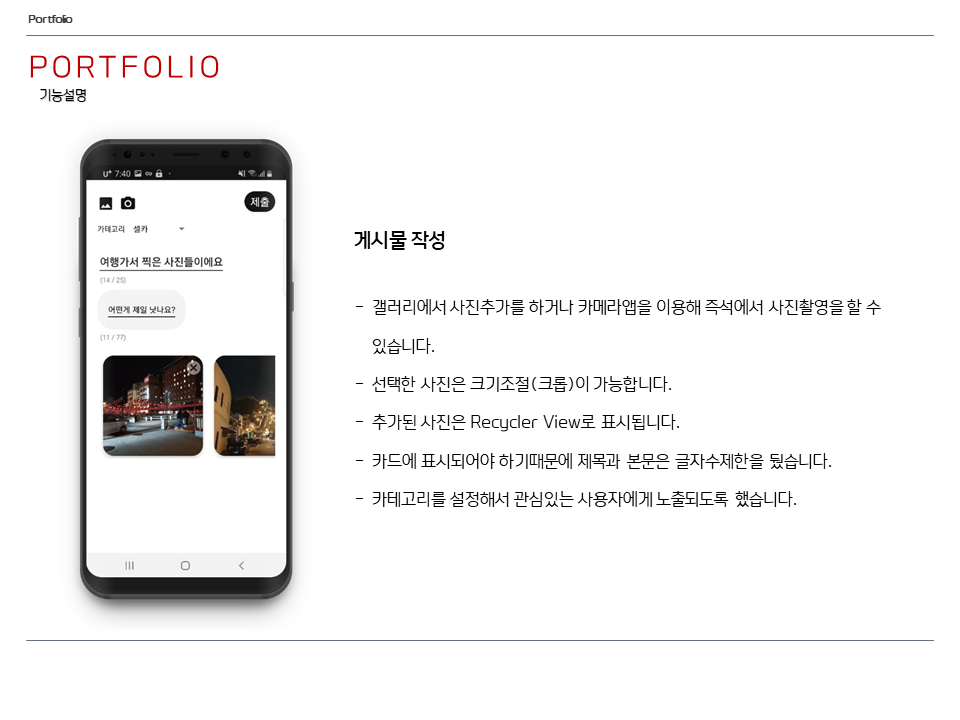 Portfolio
PORTFOLIO
기능설명
U+ 7:40
제출
카테고리 셀카
여행가서 찍은 사진들이에요
(14 / 25)
어떤게 제일 낫나요?
(11 / 77)
게시물 작성
- 갤러리에서 사진추가를 하거나 카메라앱을 이용해 즉석에서 사진촬영을 할 수
있습니다.
- 선택한 사진은 크기조절(크롭)이 가능합니다.
- 추가된 사진은 Recycler View로 표시됩니다.
- 카드에 표시되어야 하기때문에 제목과 본문은 글자수제한을 뒀습니다.
- 카테고리를 설정해서 관심있는 사용자에게 노출되도록 했습니다.